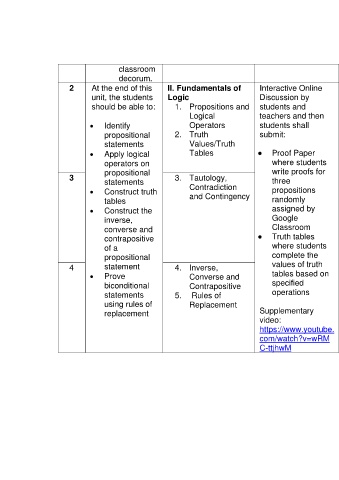 classroom
decorum.
2
At the end of this
unit, the students
should be able to:
• Identify
propositional
statements
• Apply logical
operators on
propositional
statements
• Construct truth
tables
• Construct the
inverse,
converse and
contrapositive
of a
propositional
statement
• Prove
biconditional
statements
using rules of
replacement
II. Fundamentals of
Logic
1. Propositions and
Logical
Operators
2. Truth
Values/Truth
Tables
Interactive Online
Discussion by
students and
teachers and then
students shall
submit:
• Proof Paper
where students
write proofs for
three
propositions
randomly
assigned by
Google
Classroom
• Truth tables
where students
complete the
values of truth
tables based on
specified
operations
Supplementary
video:
https://www.youtube.
com/watch?v=wRM
C-ttjhwM
3
3. Tautology,
Contradiction
and Contingency
4
4. Inverse,
Converse and
Contrapositive
5. Rules of
Replacement